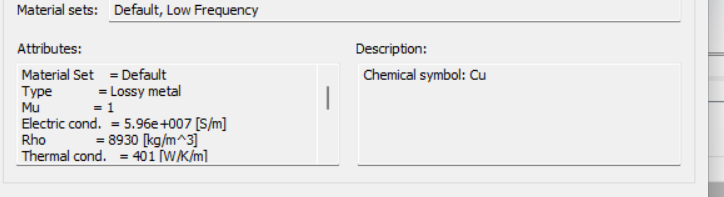 Material sets: Default, Low Frequency
Attributes:
Material Set = Default
Type = Lossy metal
Mu = 1
Electric cond. = 5.96e+007 [S/m]
Rho = 8930 [kg/m^3]
Thermal cond. = 401 [W/K/m]
Description:
Chemical symbol: Cu